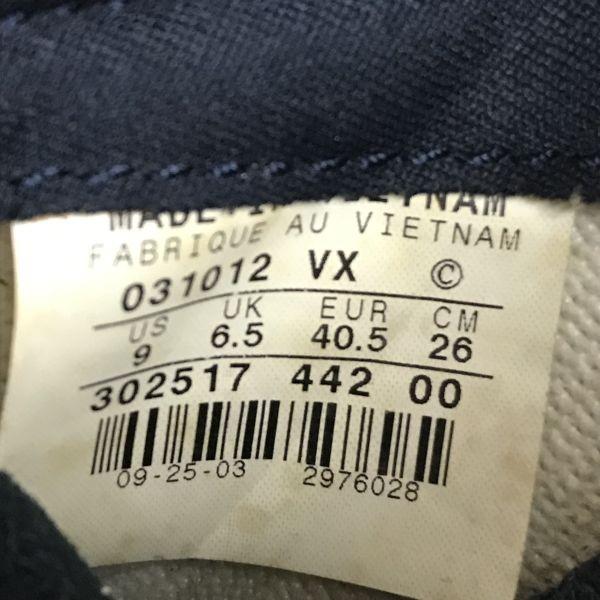 MADE IN VIETNAM
FABRIQUE AU VIETNAM
031012 VX ©
US UK EUR CM
9 6.5 40.5 26
302517 442 00
09-25-03 2976028